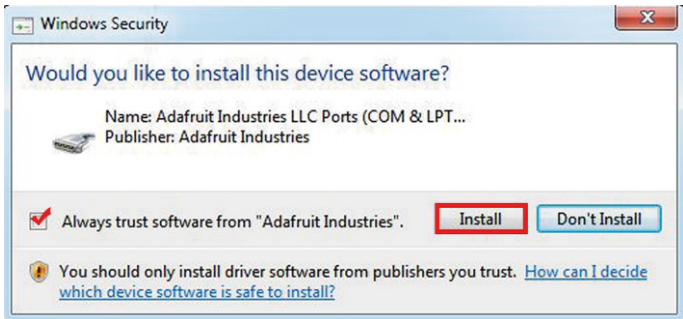 Windows Security
Would you like to install this device software?
Name: Adafruit Industries LLC Ports (COM & LPT...
Publisher: Adafruit Industries
Always trust software from "Adafruit Industries".
Install
Don't Install
You should only install driver software from publishers you trust. How can I decide
which device software is safe to install?